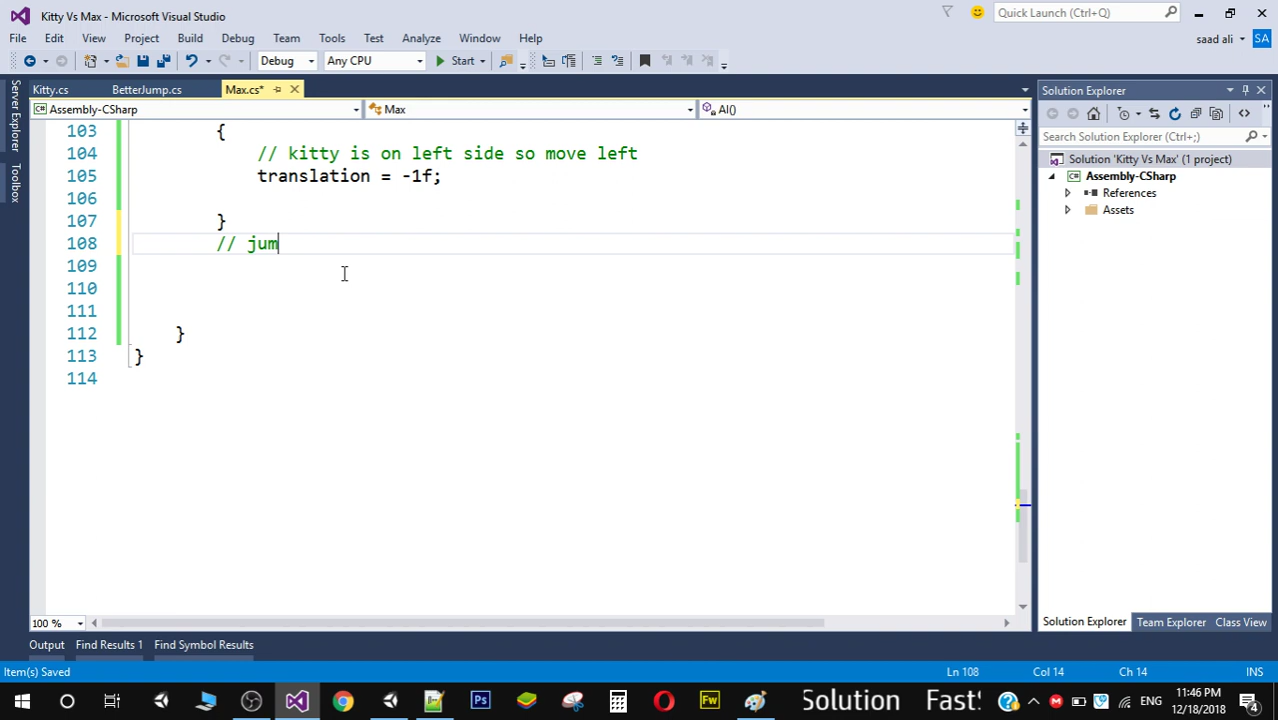 Kitty Vs Max - Microsoft Visual Studio
Quick Launch (Ctrl+Q)
File Edit View Project Build Debug Team Tools Test Analyze Window Help
saad ali SA
Debug Any CPU Start
Kitty.cs BetterJump.cs Max.cs*
Assembly-CSharp Max AI()
Server Explorer
Toolbox
103 {
104 // kitty is on left side so move left
105 translation = -1f;
106
107 }
108 // jum
109
110
111
112 }
113 }
114
100 %
Solution Explorer
Search Solution Explorer (Ctrl+;)
Solution 'Kitty Vs Max' (1 project)
Assembly-CSharp
References
Assets
Solution Explorer Team Explorer Class View
Output Find Results 1 Find Symbol Results
Item(s) Saved Ln 108 Col 14 Ch 14 INS
Solution Fast
ENG
11:46 PM
12/18/2018